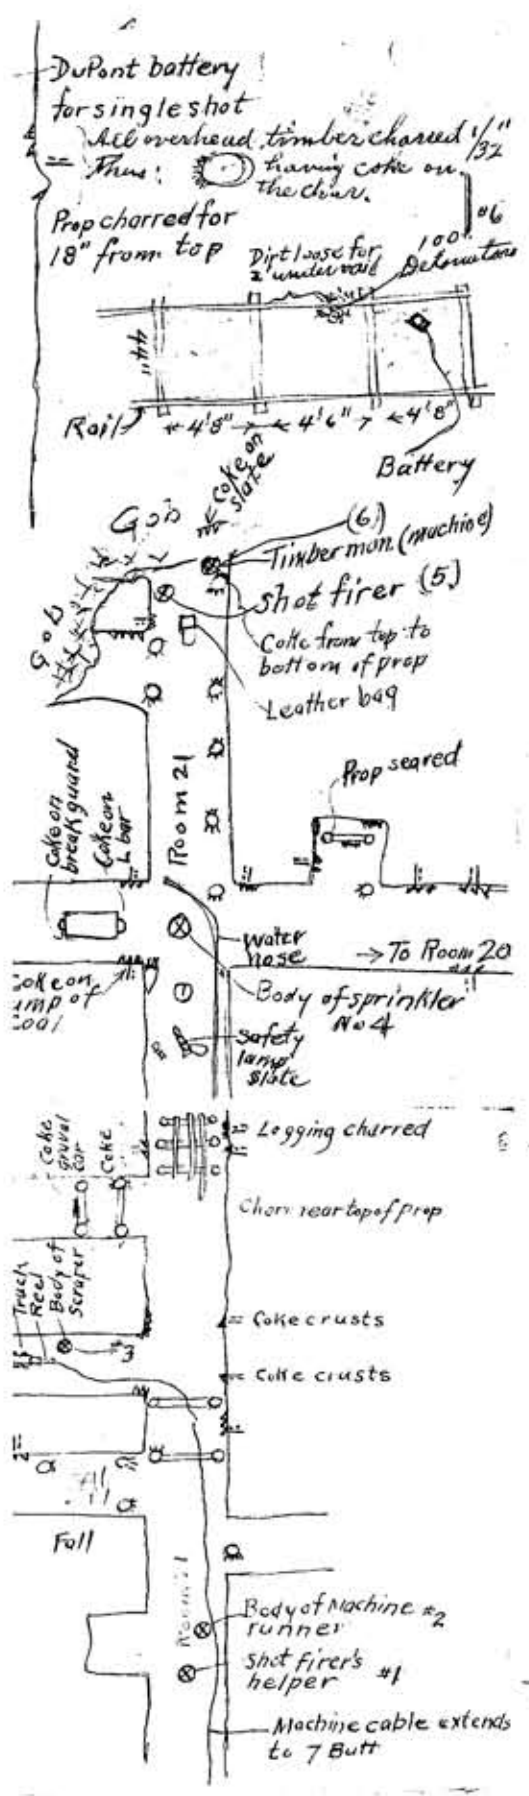 DuPont battery
for single shot
All overhead timber charred 1/32"
Thus: having coke on
the char.
Prop charred for
18" from top
#6
100"
Detonators
Dirt loose for
2' under rail
44"
Rail
4'8" 4'6" 4'8"
Battery
Coke on
slate
Gob
Gob
(6)
Timberman (machine)
Shot firer (5)
Coke from top to
bottom of prop
Leather bag
Room 21
Prop seared
Coke on
break guard
Coke on
L bar
Water
hose
→ To Room 20
Coke on
lump of
coal
Body of sprinkler
No 4
Safety
lamp
Slate
Logging charred
Coke
gravel
car
Coke
Char near top of prop
Truck
Reel
Body of
Scraper
3
Coke crusts
Coke crusts
Fall
Room 21
Body of Machine #2
runner
Shot firer's
helper #1
Machine cable extends
to 7 Butt